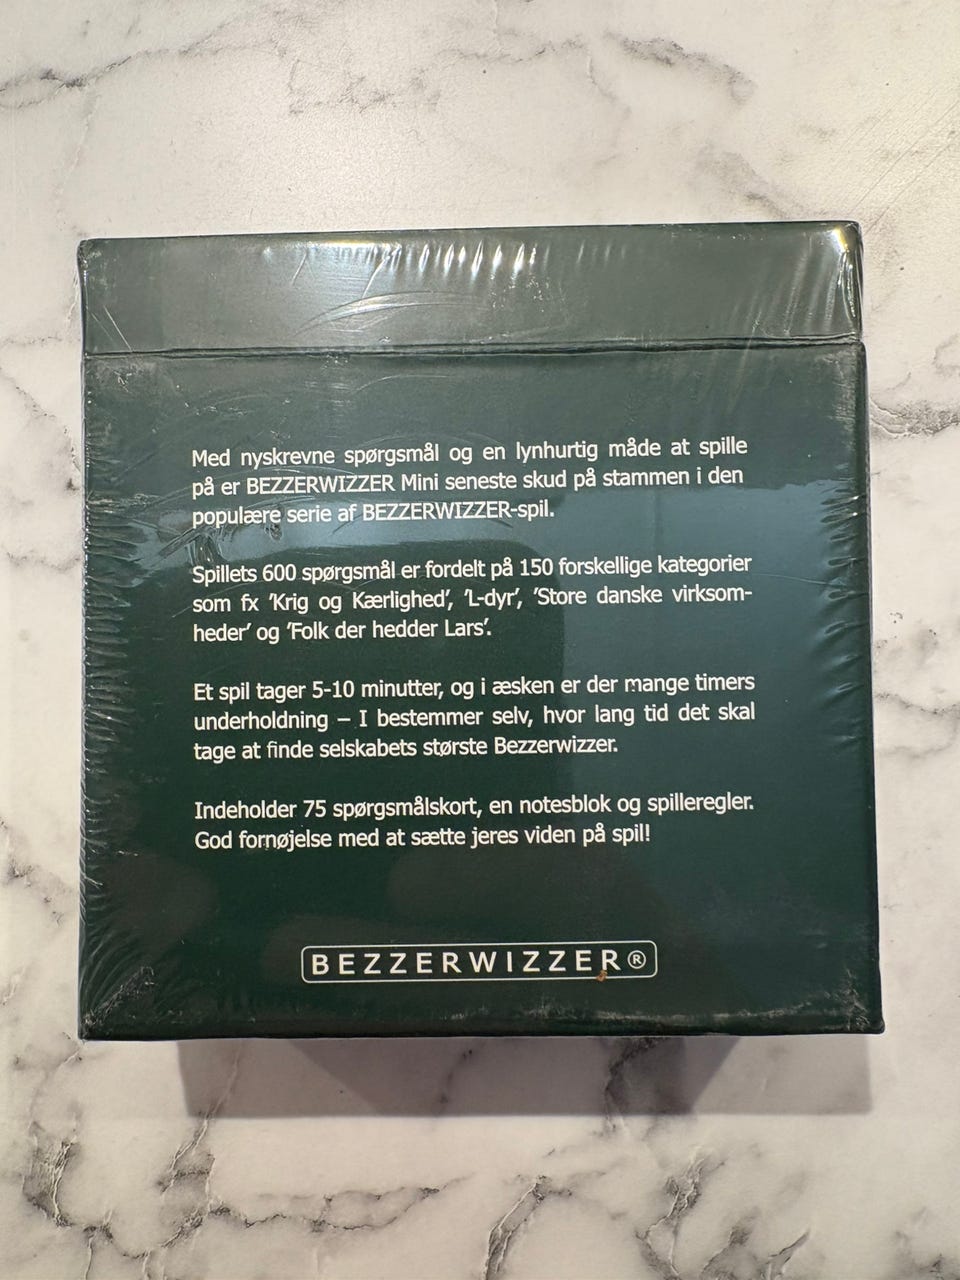 Med nyskrevne spørgsmål og en lynhurtig måde at spille
på er BEZZERWIZZER Mini seneste skud på stammen i den
populære serie af BEZZERWIZZER-spil.
Spillets 600 spørgsmål er fordelt på 150 forskellige kategorier
som fx 'Krig og Kærlighed', 'L-dyr', 'Store danske virksom-
heder' og 'Folk der hedder Lars'.
Et spil tager 5-10 minutter, og i æsken er der mange timers
underholdning – I bestemmer selv, hvor lang tid det skal
tage at finde selskabets største Bezzerwizzer.
Indeholder 75 spørgsmålskort, en notesblok og spilleregler.
God fornøjelse med at sætte jeres viden på spil!
BEZZERWIZZER®